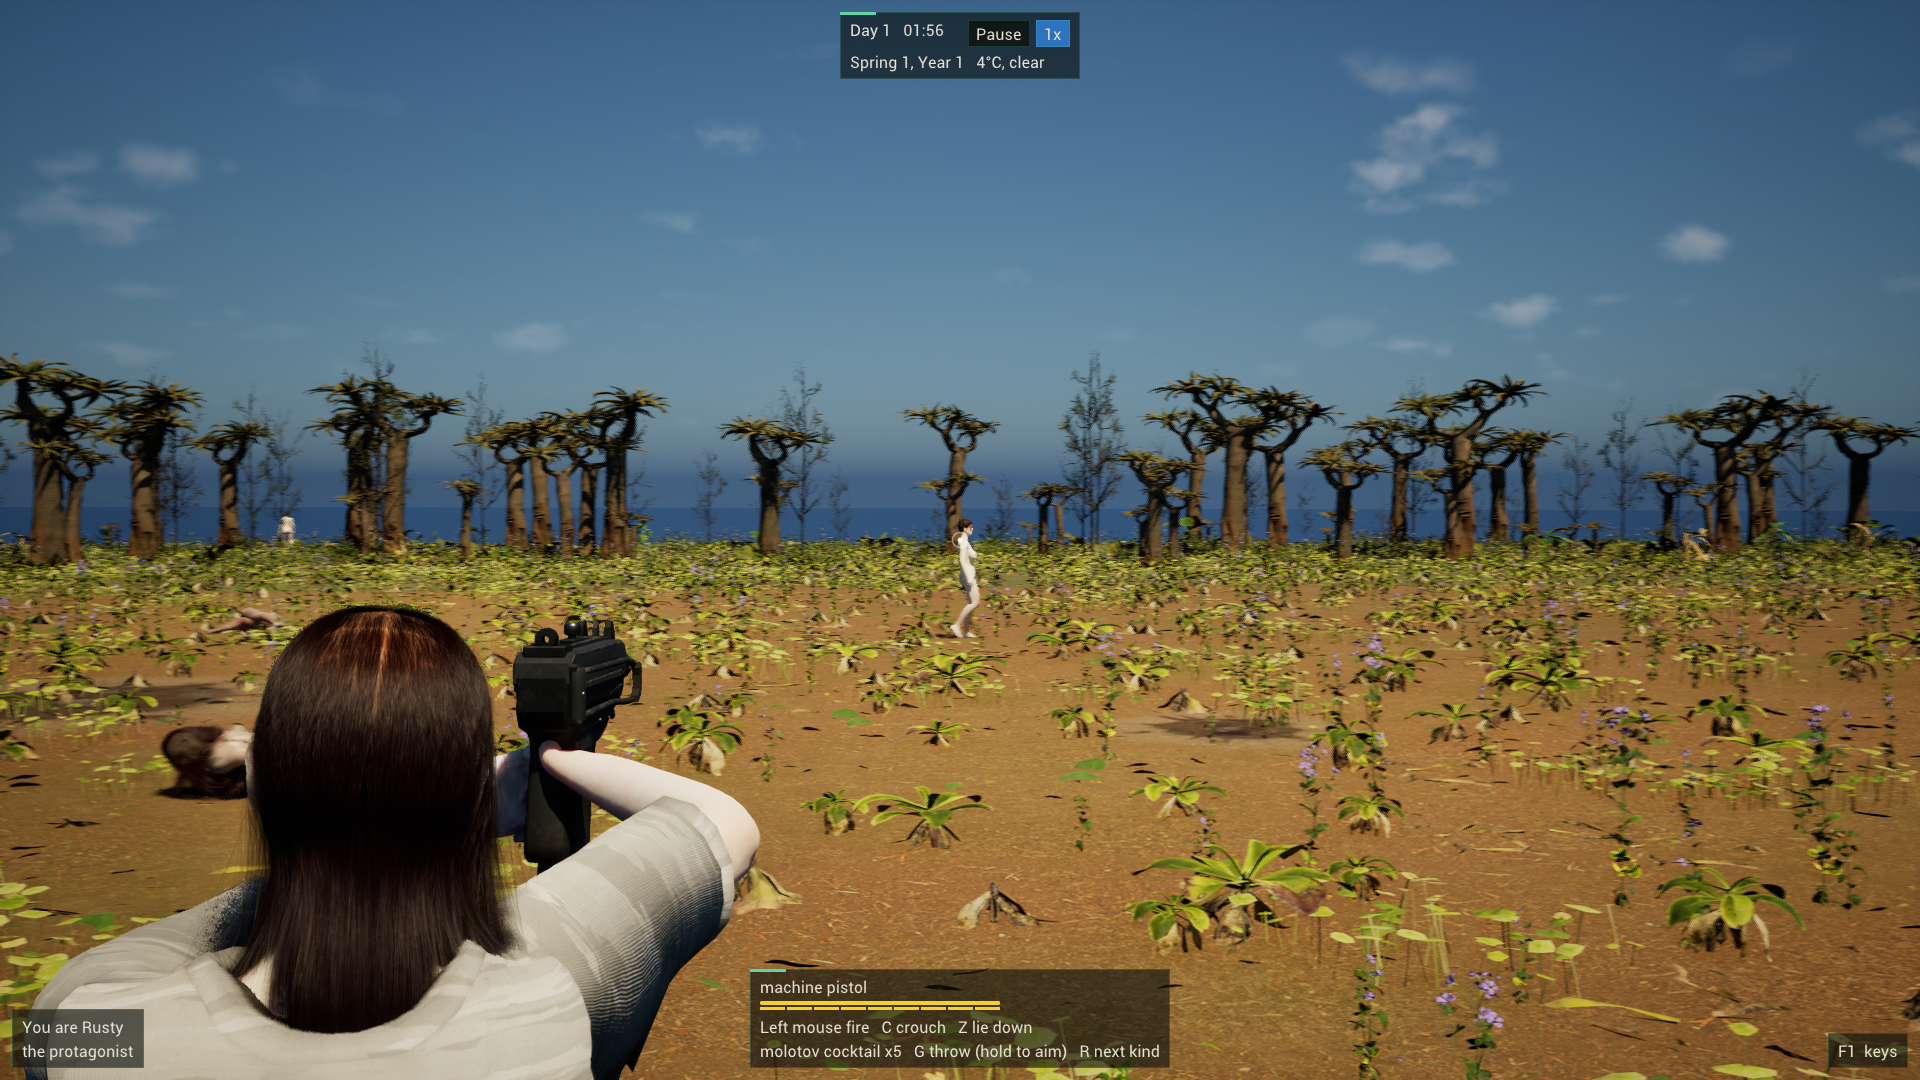 Day 1 01:56 Pause 1x
Spring 1, Year 1 4°C, clear
machine pistol
Left mouse fire C crouch Z lie down
molotov cocktail x5 G throw (hold to aim) R next kind
You are Rusty
the protagonist
F1 keys